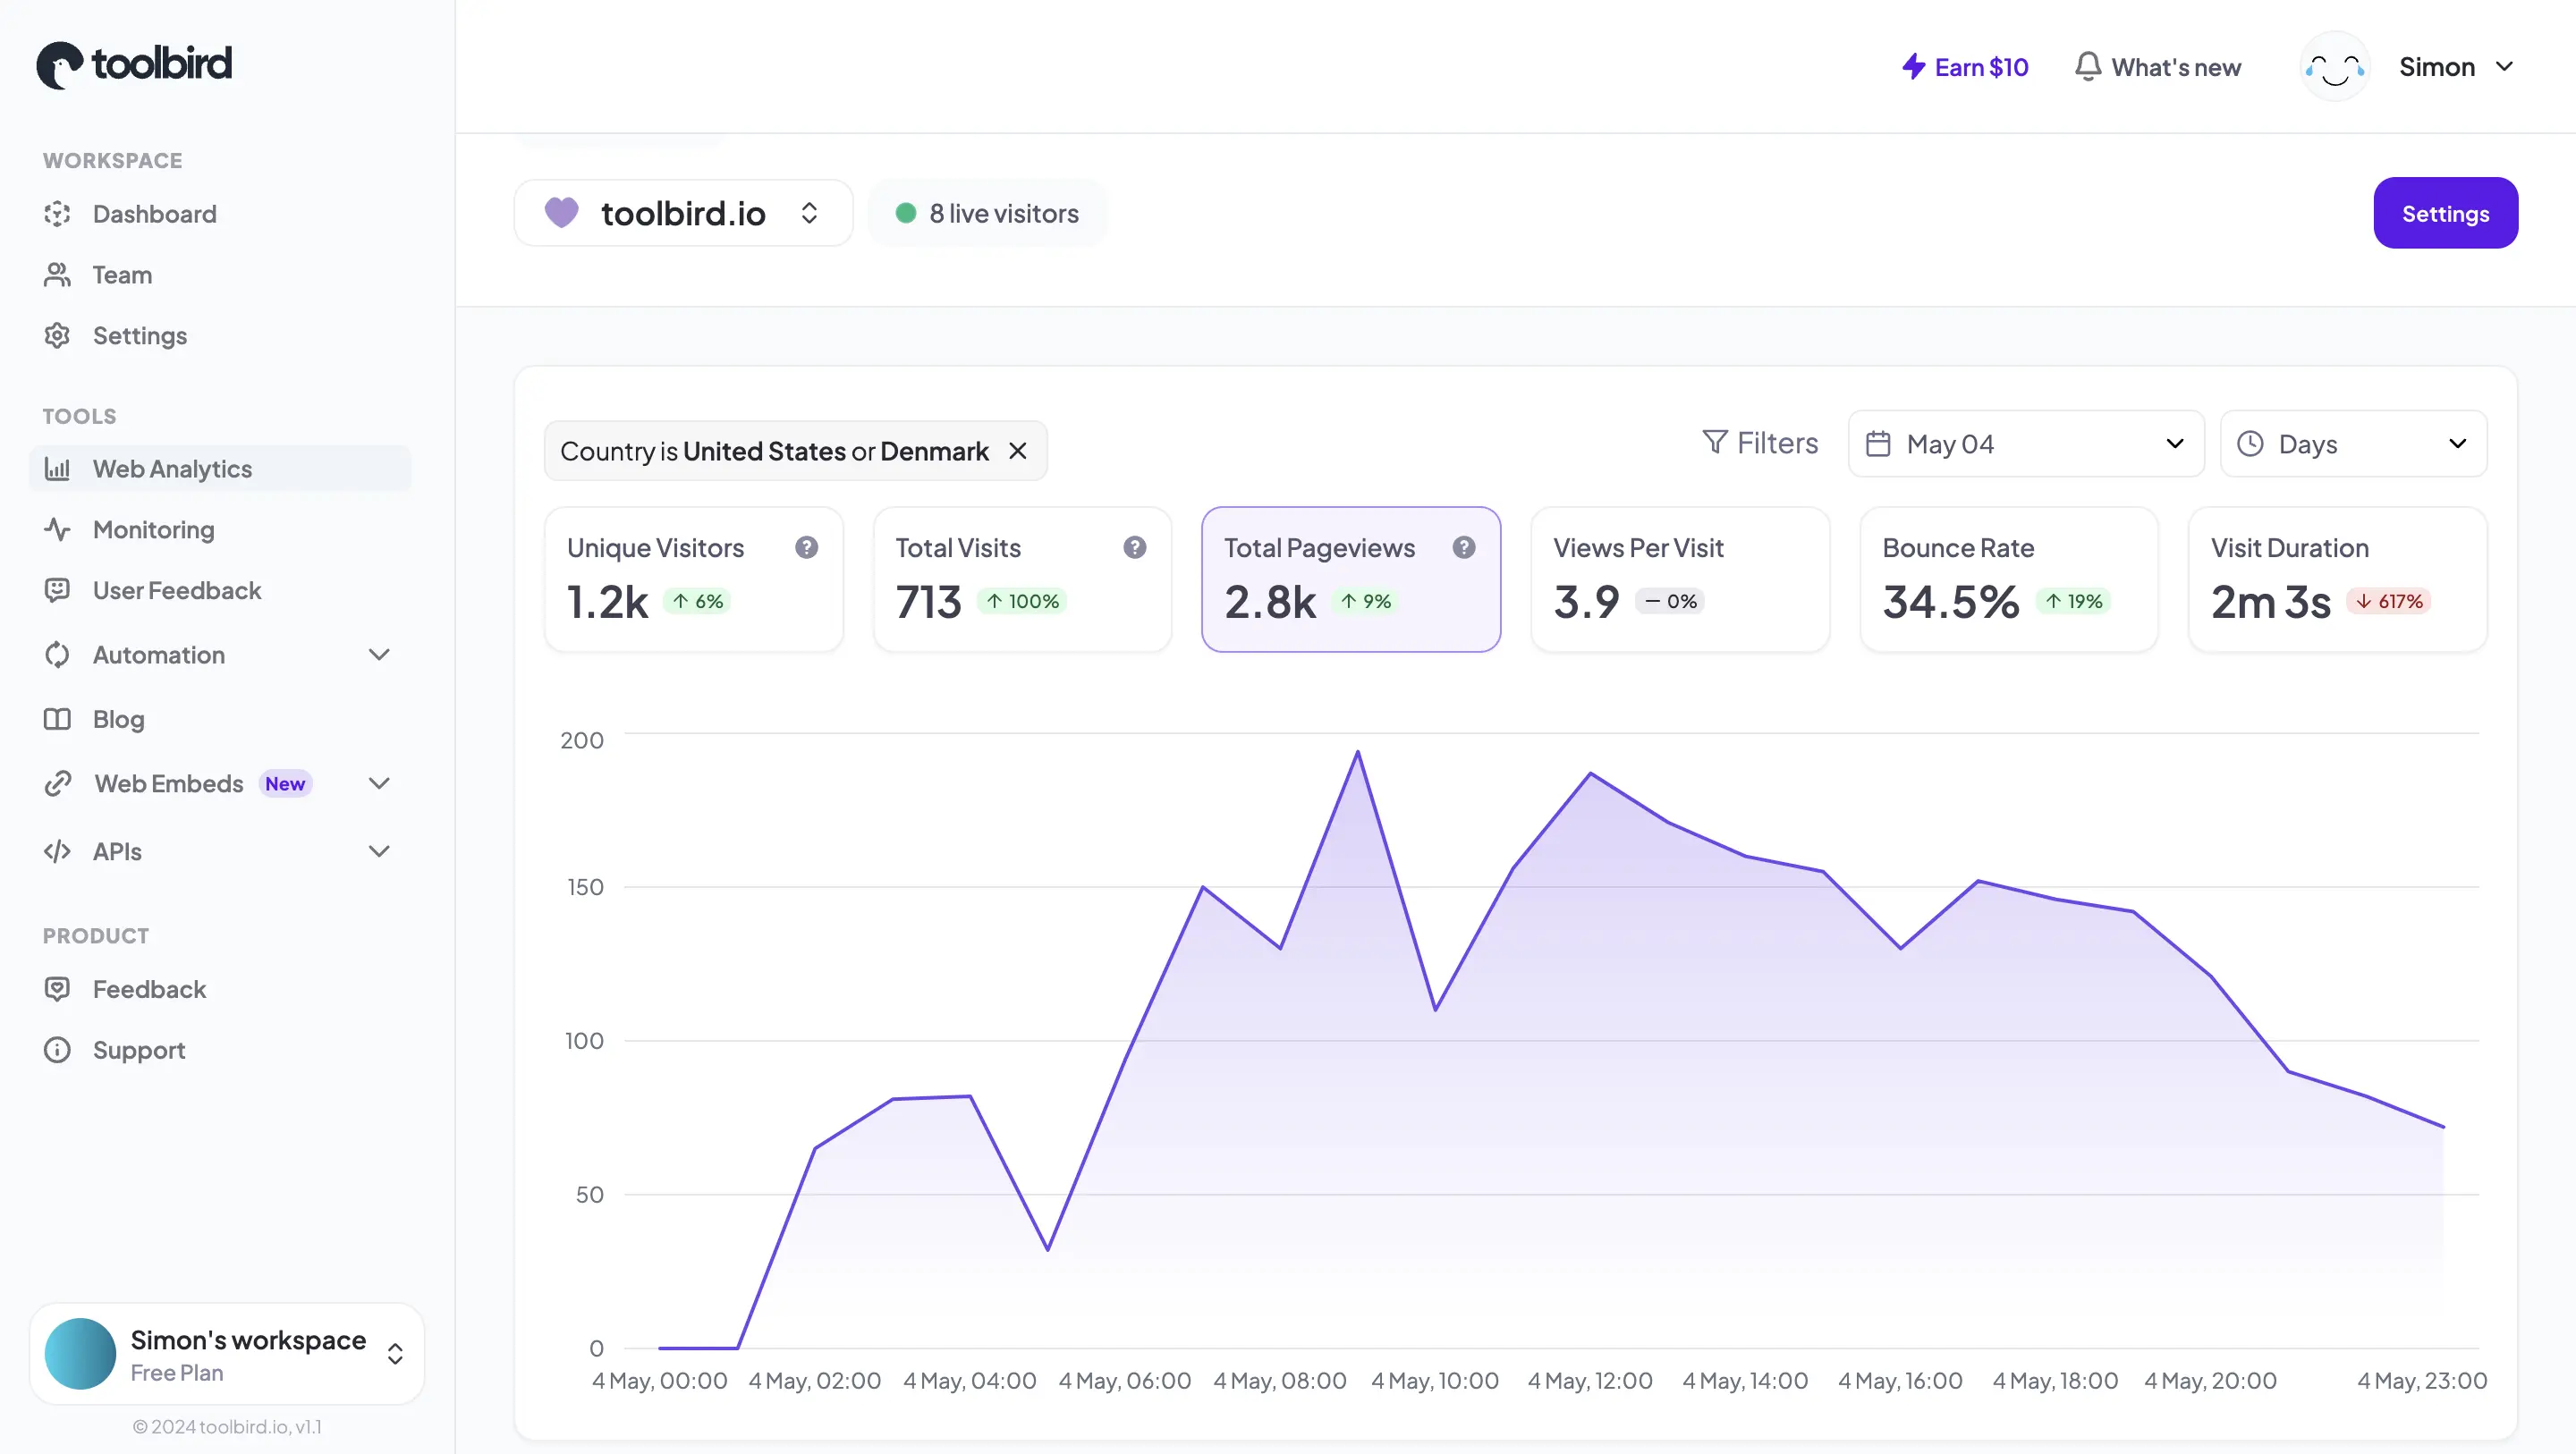 toolbird
Earn $10
What's new
Simon
WORKSPACE
Dashboard
Team
Settings
TOOLS
Web Analytics
Monitoring
User Feedback
Automation
Blog
Web Embeds New
APIs
PRODUCT
Feedback
Support
Simon's workspace
Free Plan
© 2024 toolbird.io, v1.1
toolbird.io
8 live visitors
Settings
Country is United States or Denmark
Filters
May 04
Days
Unique Visitors
1.2k 6%
Total Visits
713 100%
Total Pageviews
2.8k 9%
Views Per Visit
3.9 0%
Bounce Rate
34.5% 19%
Visit Duration
2m 3s 617%
200
150
100
50
0
4 May, 00:00 4 May, 02:00 4 May, 04:00 4 May, 06:00 4 May, 08:00 4 May, 10:00 4 May, 12:00 4 May, 14:00 4 May, 16:00 4 May, 18:00 4 May, 20:00 4 May, 23:00